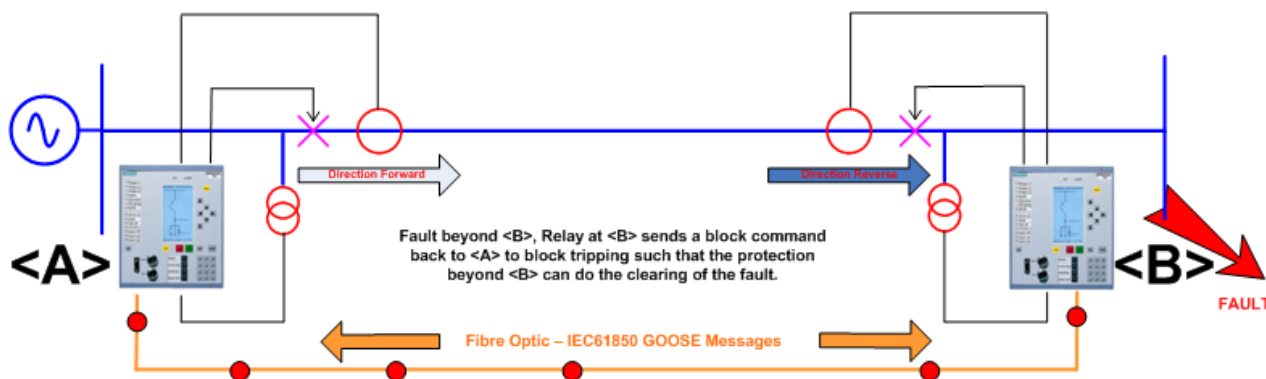 Direction Forward
Direction Reverse
Fault beyond <B>, Relay at <B> sends a block command
back to <A> to block tripping such that the protection
beyond <B> can do the clearing of the fault.
<A>
<B>
FAULT
Fibre Optic – IEC61850 GOOSE Messages